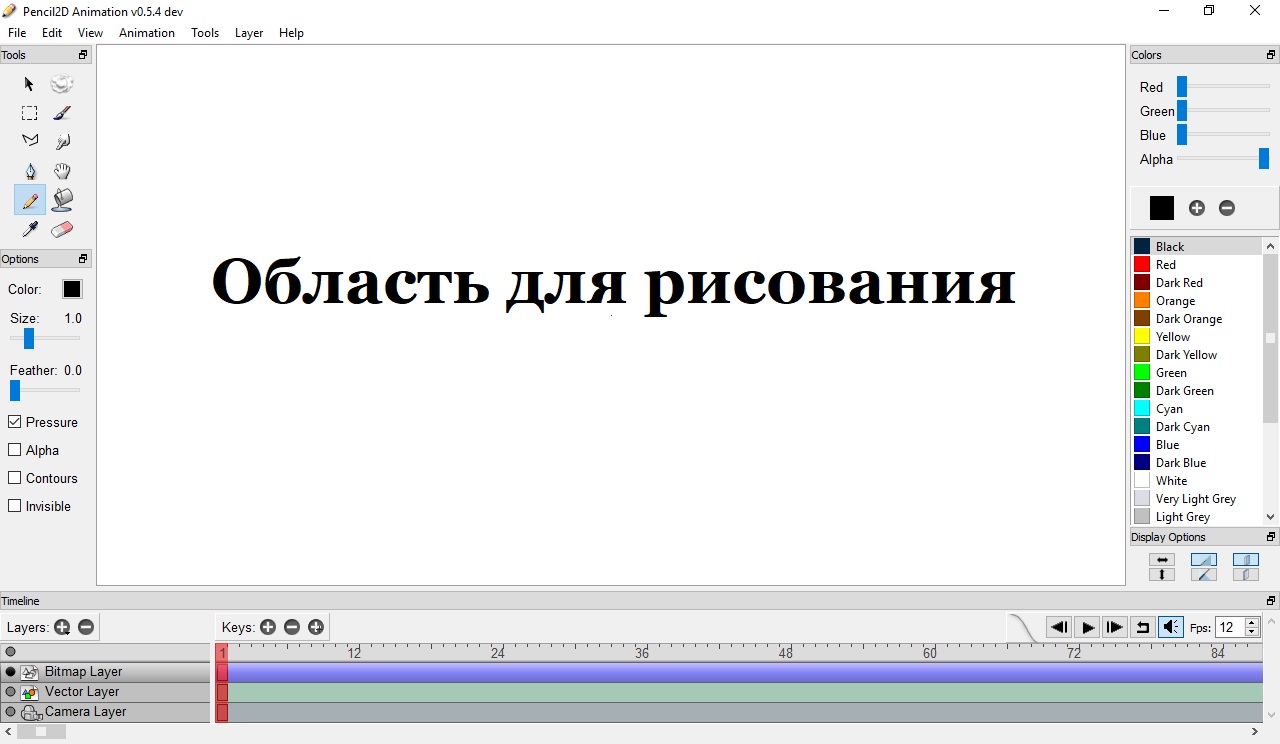 Pencil2D Animation v0.5.4 dev
File Edit View Animation Tools Layer Help
Tools
Options
Color:
Size: 1.0
Feather: 0.0
Pressure
Alpha
Contours
Invisible
Область для рисования
Colors
Red
Green
Blue
Alpha
Black
Red
Dark Red
Orange
Dark Orange
Yellow
Dark Yellow
Green
Dark Green
Cyan
Dark Cyan
Blue
Dark Blue
White
Very Light Grey
Light Grey
Display Options
Timeline
Layers: Keys: Fps: 12
1 12 24 36 48 60 72 84
Bitmap Layer
Vector Layer
Camera Layer